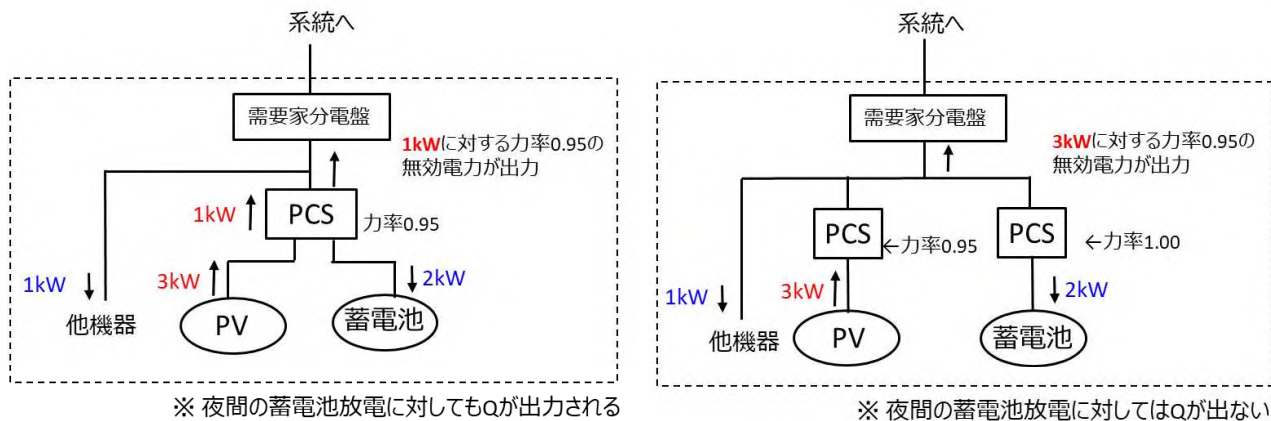 系統へ
需要家分電盤
1kWに対する力率0.95の
無効電力が出力
1kW
PCS
力率0.95
1kW
3kW
2kW
他機器
PV
蓄電池
※ 夜間の蓄電池放電に対してもQが出力される
系統へ
需要家分電盤
3kWに対する力率0.95の
無効電力が出力
PCS
←力率0.95
PCS
←力率1.00
1kW
3kW
2kW
他機器
PV
蓄電池
※ 夜間の蓄電池放電に対してはQが出ない